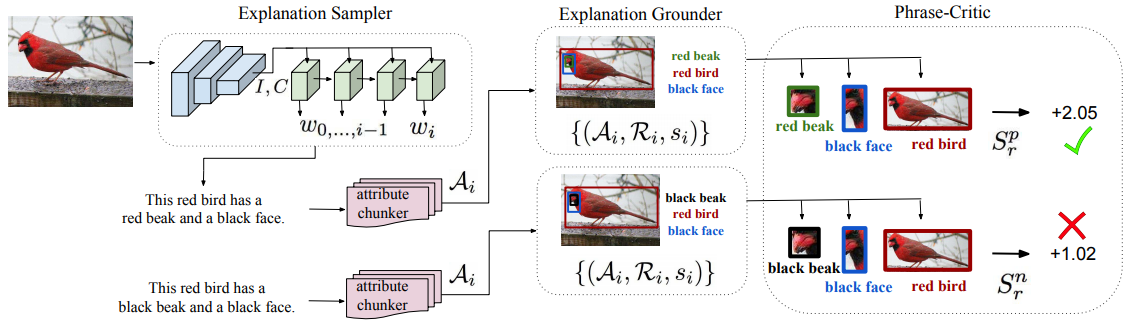 Explanation Sampler
Explanation Grounder
Phrase-Critic
I, C
w0,...,i−1
wi
This red bird has a
red beak and a black face.
attribute
chunker
Ai
This red bird has a
black beak and a black face.
attribute
chunker
Ai
red beak
red bird
black face
{(Ai, Ri, si)}
black beak
red bird
black face
{(Ai, Ri, si)}
red beak
black face
red bird
S^p_r
+2.05
black beak
black face
red bird
S^n_r
+1.02